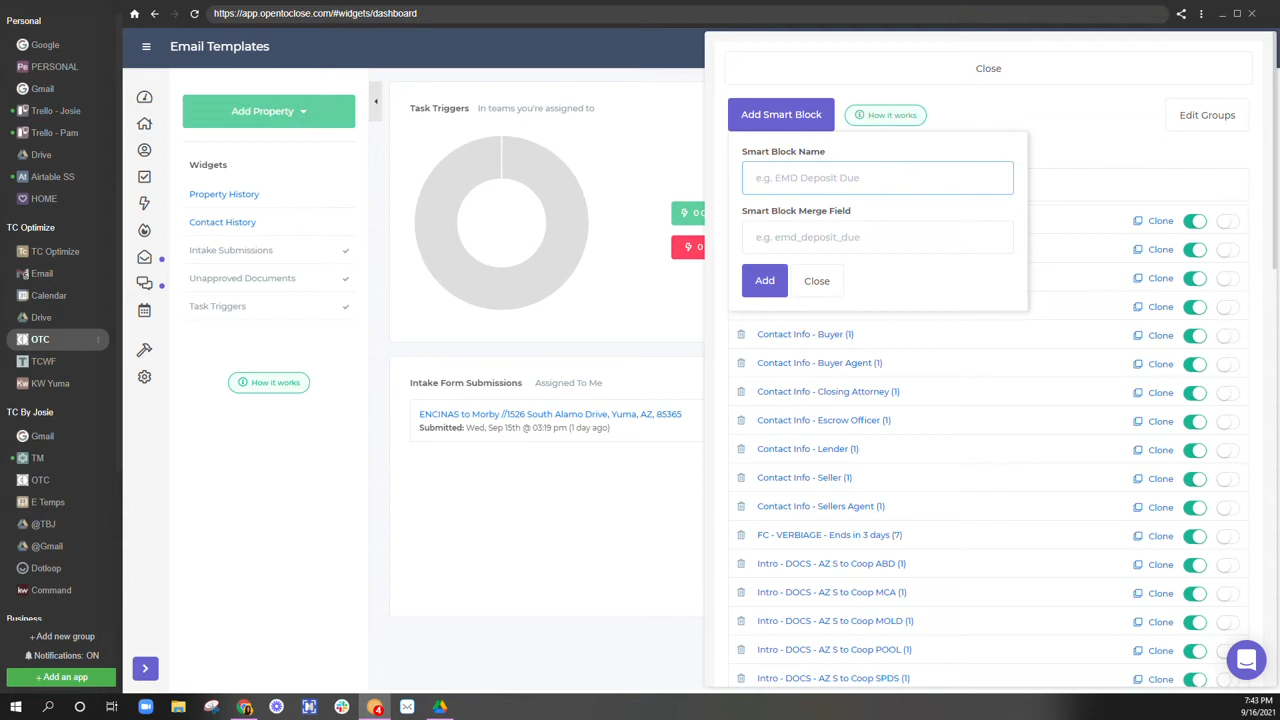 Personal
Google
Pe PERSONAL
Gmail
Trello - Josie
Trello - Pam
Drive
Airtable SS
HOME
TC Optimize
TC Optimize
Email
Calendar
Drive
OTC
TCWF
KW Yuma
TC By Josie
Gmail
TM
OTC
E Temps
@TBJ
@Gmail
Dotloop
kw Command
Business
+ Add new group
Notifications: ON
+ Add an app
https://app.opentoclose.com/#widgets/dashboard
Email Templates
Add Property
Widgets
Property History
Contact History
Intake Submissions
Unapproved Documents
Task Triggers
How it works
Task Triggers In teams you're assigned to
0
0
Intake Form Submissions Assigned To Me
ENCINAS to Morby //1526 South Alamo Drive, Yuma, AZ, 85365
Submitted: Wed, Sep 15th @ 03:19 pm (1 day ago)
Close
Add Smart Block
How it works
Edit Groups
Smart Block Name
e.g. EMD Deposit Due
Smart Block Merge Field
e.g. emd_deposit_due
Add Close
Clone
Clone
Clone
Clone
Contact Info - Buyer (1) Clone
Contact Info - Buyer Agent (1) Clone
Contact Info - Closing Attorney (1) Clone
Contact Info - Escrow Officer (1) Clone
Contact Info - Lender (1) Clone
Contact Info - Seller (1) Clone
Contact Info - Sellers Agent (1) Clone
FC - VERBIAGE - Ends in 3 days (7) Clone
Intro - DOCS - AZ S to Coop ABD (1) Clone
Intro - DOCS - AZ S to Coop MCA (1) Clone
Intro - DOCS - AZ S to Coop MOLD (1) Clone
Intro - DOCS - AZ S to Coop POOL (1) Clone
Intro - DOCS - AZ S to Coop SPDS (1) Clone
4
7:43 PM
9/16/2021